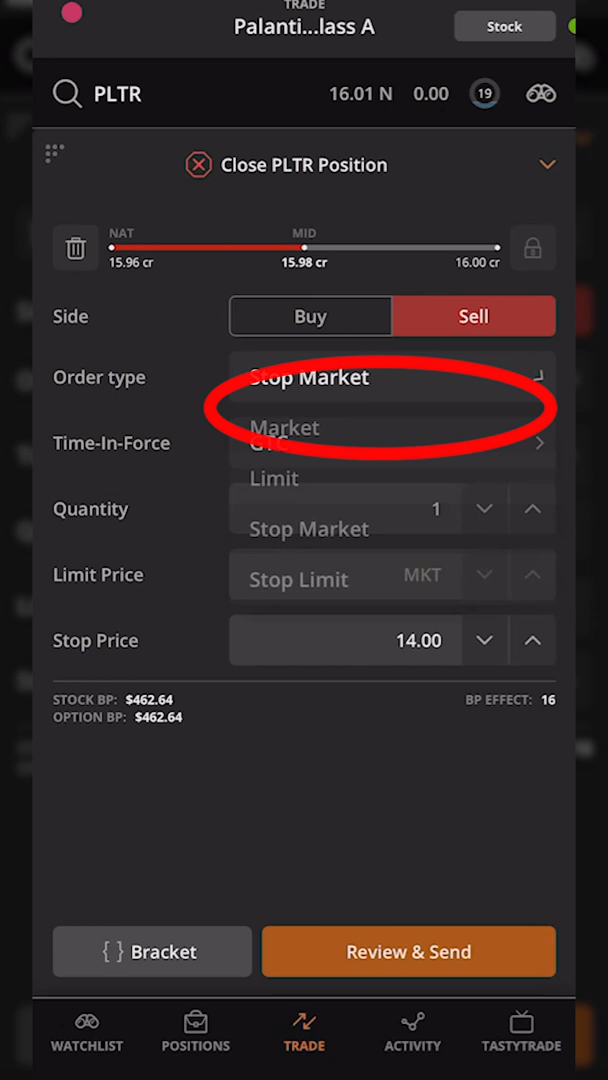 TRADE
Palanti...lass A
Stock
PLTR
16.01 N
0.00
19
Close PLTR Position
NAT
MID
15.96 cr
15.98 cr
16.00 cr
Side
Buy
Sell
Order type
Stop Market
Market
Time-In-Force
GTC
Limit
Quantity
1
Stop Market
Limit Price
Stop Limit
MKT
Stop Price
14.00
STOCK BP: $462.64
BP EFFECT: 16
OPTION BP: $462.64
{ } Bracket
Review & Send
WATCHLIST
POSITIONS
TRADE
ACTIVITY
TASTYTRADE